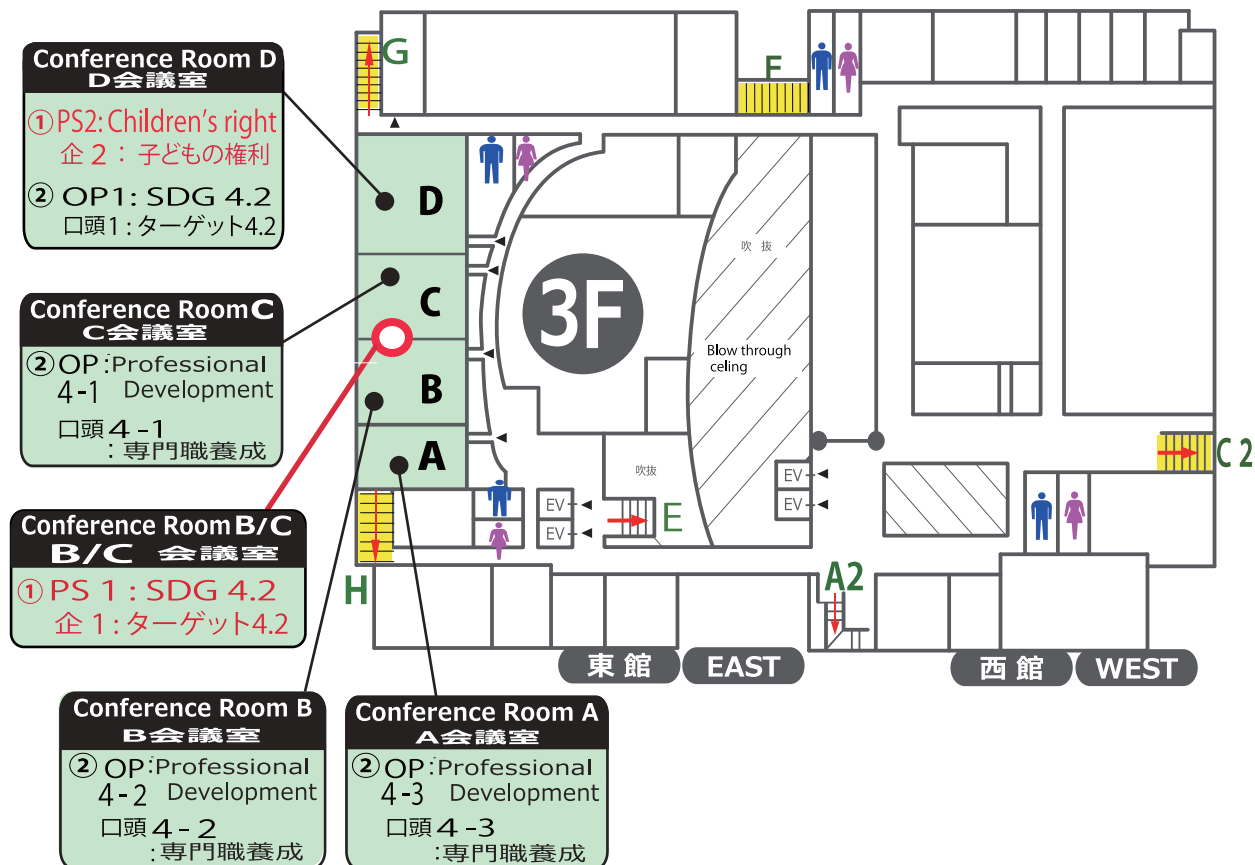 Conference Room D
D会議室
① PS2: Children's right
企 2 : 子どもの権利
② OP1: SDG 4.2
口頭1 : ターゲット4.2
Conference Room C
C会議室
② OP :Professional
4-1 Development
口頭 4 -1
: 専門職養成
Conference Room B/C
B/C 会議室
① PS 1 : SDG 4.2
企 1 : ターゲット4.2
Conference Room B
B会議室
② OP :Professional
4-2 Development
口頭 4 - 2
:専門職養成
Conference Room A
A会議室
② OP :Professional
4-3 Development
口頭 4 -3
:専門職養成
G
F
D
C
B
A
3F
吹 抜
Blow through
celing
吹抜
EV
EV
EV
EV
E
H
A2
C 2
東 館
EAST
西 館
WEST